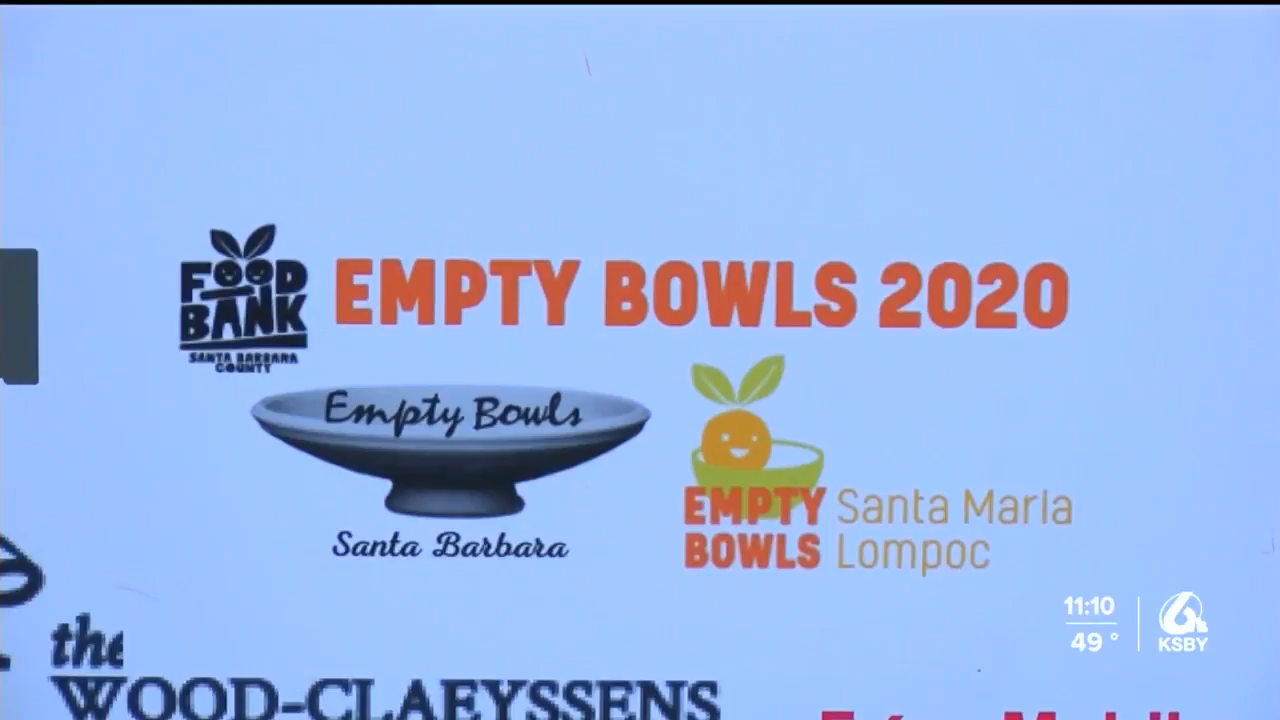 FOOD BANK
SANTA BARBARA COUNTY
EMPTY BOWLS 2020
Empty Bowls
Santa Barbara
EMPTY BOWLS
Santa Maria
Lompoc
the
WOOD-CLAEYSSENS
11:10
49°
KSBY